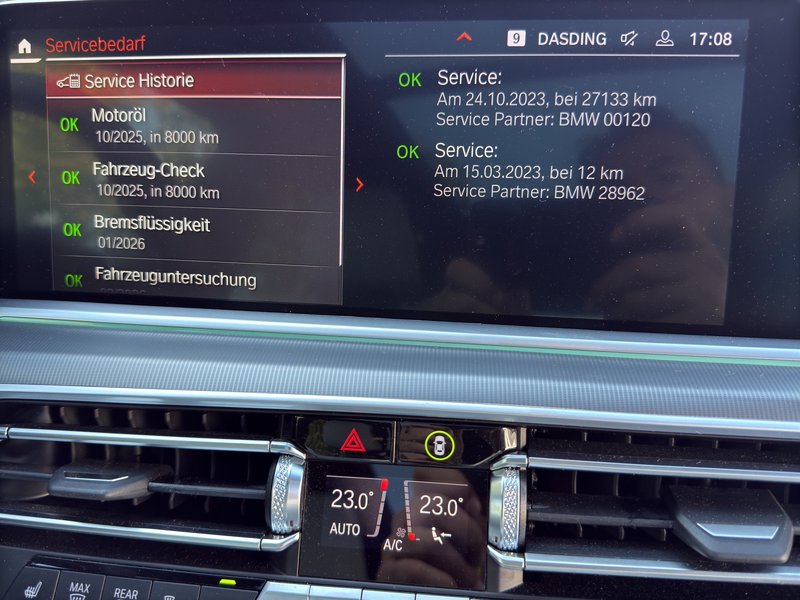 Servicebedarf
9 DASDING 17:08
Service Historie
OK Motoröl
10/2025, in 8000 km
OK Fahrzeug-Check
10/2025, in 8000 km
OK Bremsflüssigkeit
01/2026
OK Fahrzeuguntersuchung
OK Service:
Am 24.10.2023, bei 27133 km
Service Partner: BMW 00120
OK Service:
Am 15.03.2023, bei 12 km
Service Partner: BMW 28962
23.0° 23.0°
AUTO
A/C
MAX
REAR